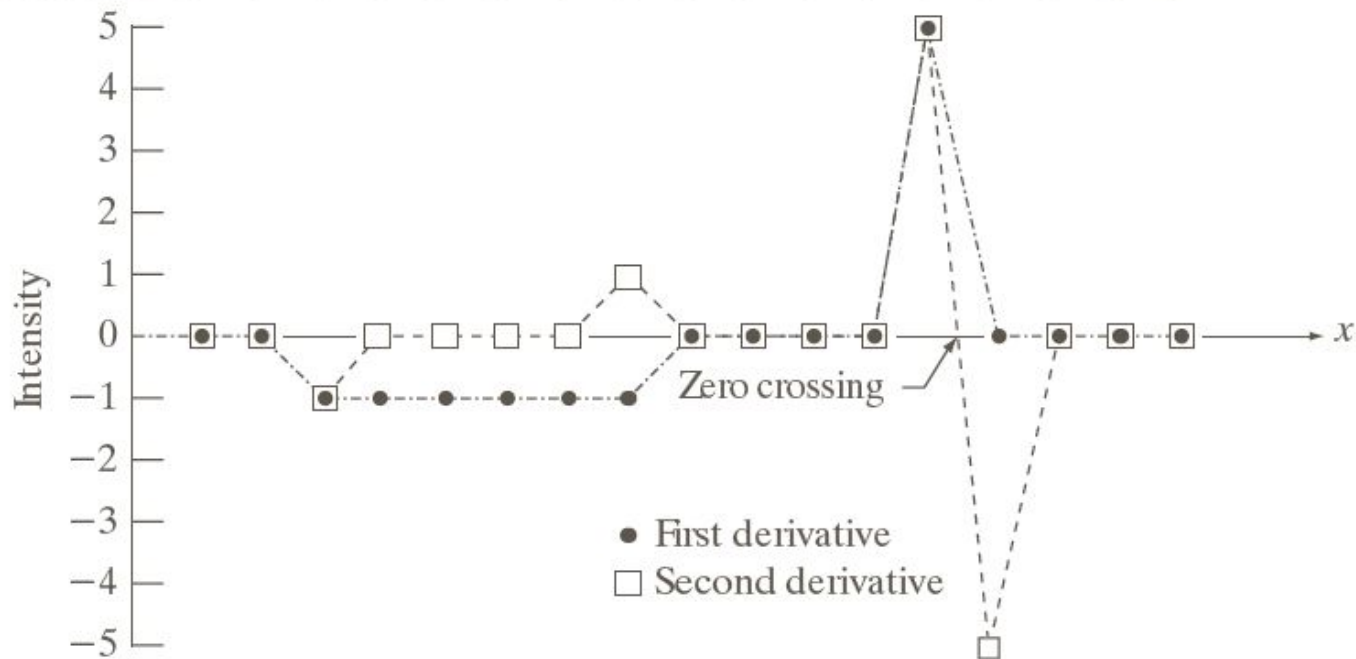 5
4
3
2
1
0
−1
−2
−3
−4
−5
Intensity
x
Zero crossing
First derivative
Second derivative